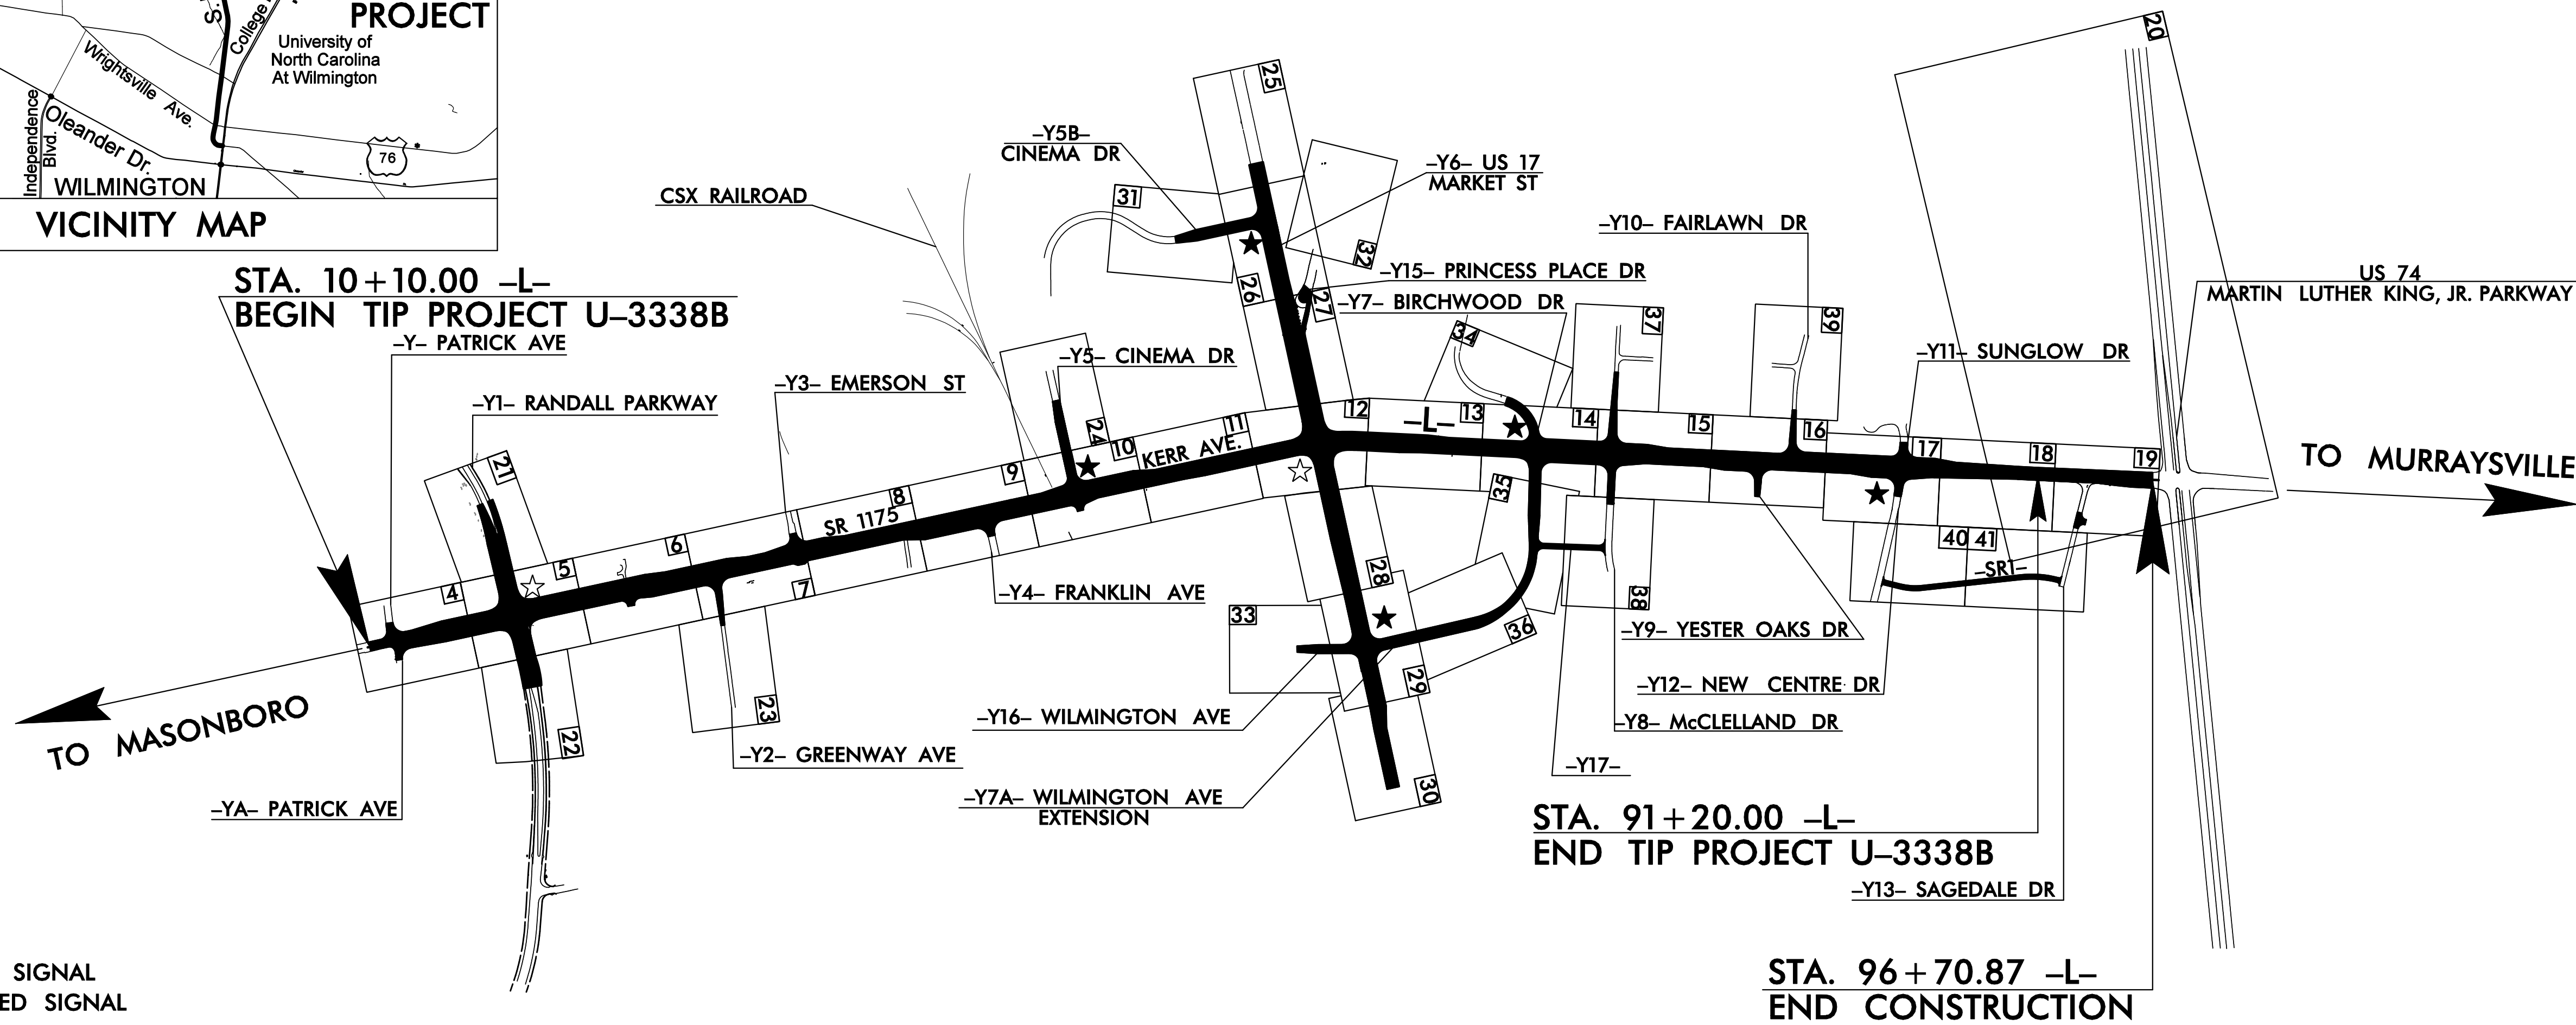 PROJECT
S.
College
University of
North Carolina
At Wilmington
Wrightsville Ave.
Independence
Blvd.
Oleander Dr.
76
WILMINGTON
VICINITY MAP
STA. 10+10.00 –L–
BEGIN TIP PROJECT U–3338B
–Y– PATRICK AVE
–Y1– RANDALL PARKWAY
–Y3– EMERSON ST
CSX RAILROAD
–Y5B–
CINEMA DR
–Y5– CINEMA DR
–Y6– US 17
MARKET ST
–Y15– PRINCESS PLACE DR
–Y7– BIRCHWOOD DR
–Y10– FAIRLAWN DR
–Y11– SUNGLOW DR
US 74
MARTIN LUTHER KING, JR. PARKWAY
20
25
31
32
26
27
34
37
39
24
21
4
5
6
7
8
9
10
11
12
13
14
15
16
17
18
19
SR 1175
KERR AVE.
–L–
TO MURRAYSVILLE
TO MASONBORO
22
23
28
29
30
33
35
36
38
40
41
–SR1–
–YA– PATRICK AVE
–Y2– GREENWAY AVE
–Y4– FRANKLIN AVE
–Y16– WILMINGTON AVE
–Y7A– WILMINGTON AVE
EXTENSION
–Y9– YESTER OAKS DR
–Y12– NEW CENTRE DR
–Y8– McCLELLAND DR
–Y17–
STA. 91+20.00 –L–
END TIP PROJECT U–3338B
–Y13– SAGEDALE DR
STA. 96+70.87 –L–
END CONSTRUCTION
SIGNAL
ED SIGNAL